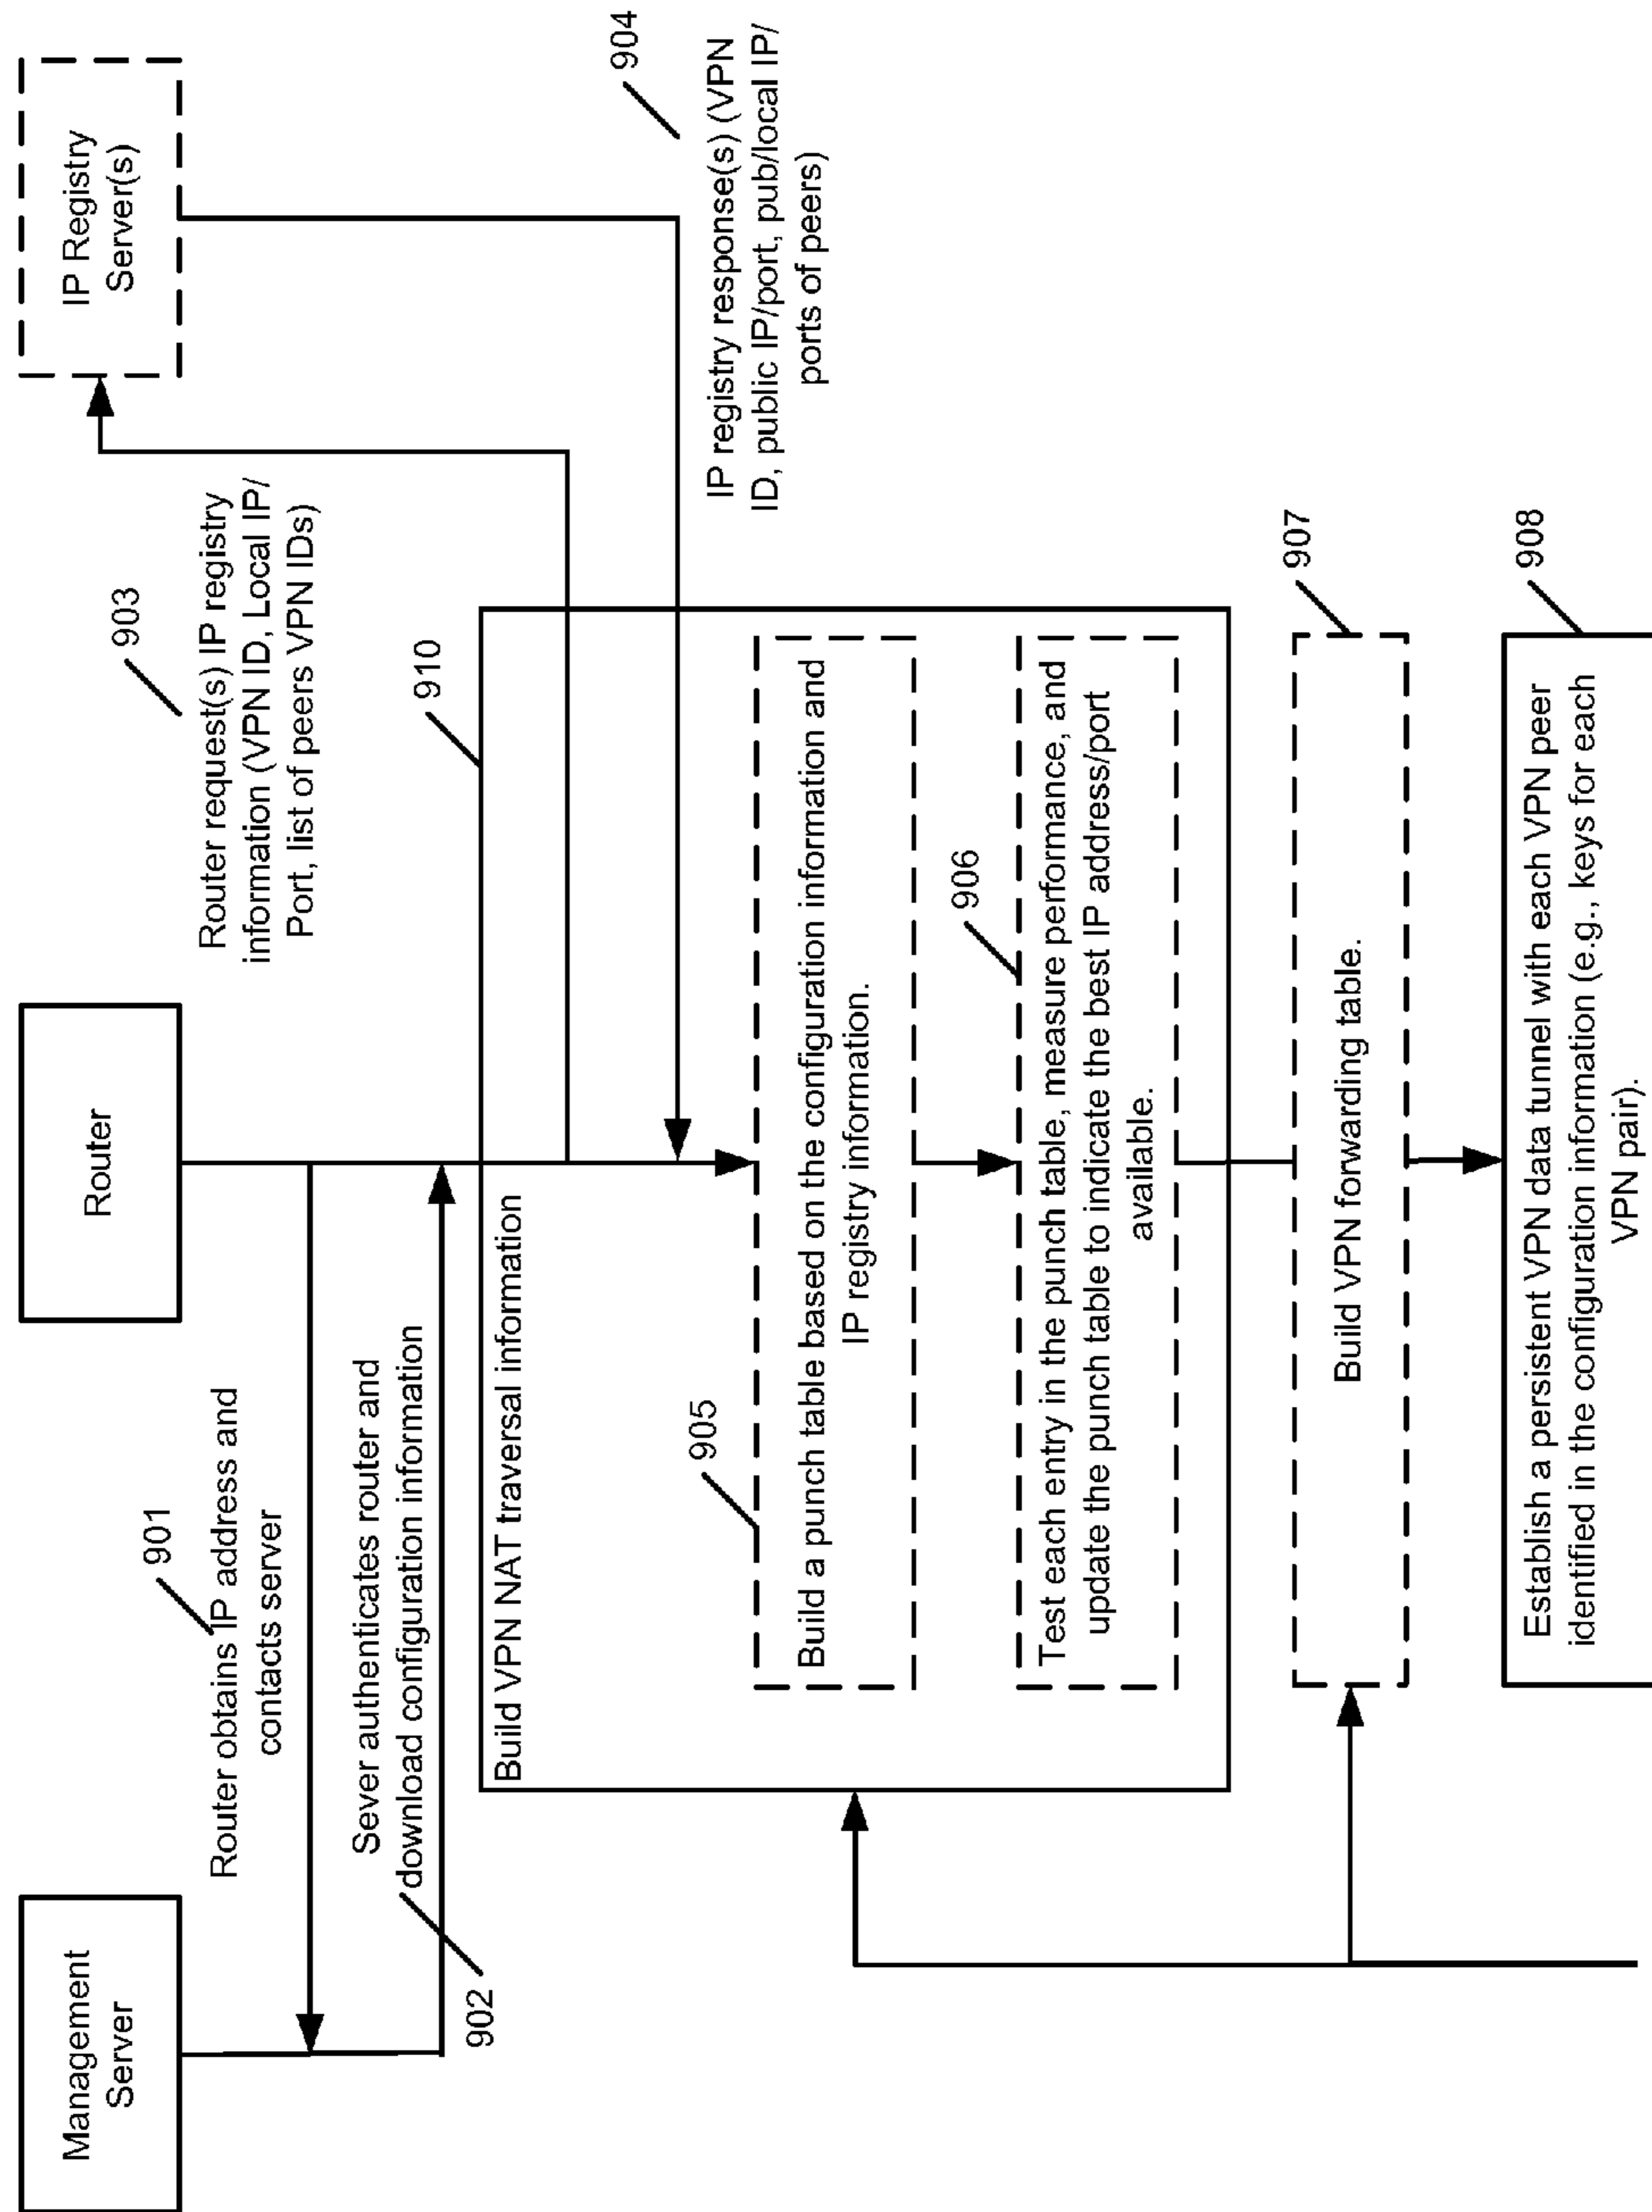 Management
Server
Router
IP Registry
Server(s)
901
Router obtains IP address and
contacts server
Sever authenticates router and
download configuration information
902
903
Router request(s) IP registry
information (VPN ID, Local IP/
Port, list of peers VPN IDs)
904
IP registry response(s) (VPN
ID, public IP/port, pub/local IP/
ports of peers)
910
Build VPN NAT traversal information
905
Build a punch table based on the configuration information and
IP registry information.
906
Test each entry in the punch table, measure performance, and
update the punch table to indicate the best IP address/port
available.
907
Build VPN forwarding table.
908
Establish a persistent VPN data tunnel with each VPN peer
identified in the configuration information (e.g., keys for each
VPN pair).